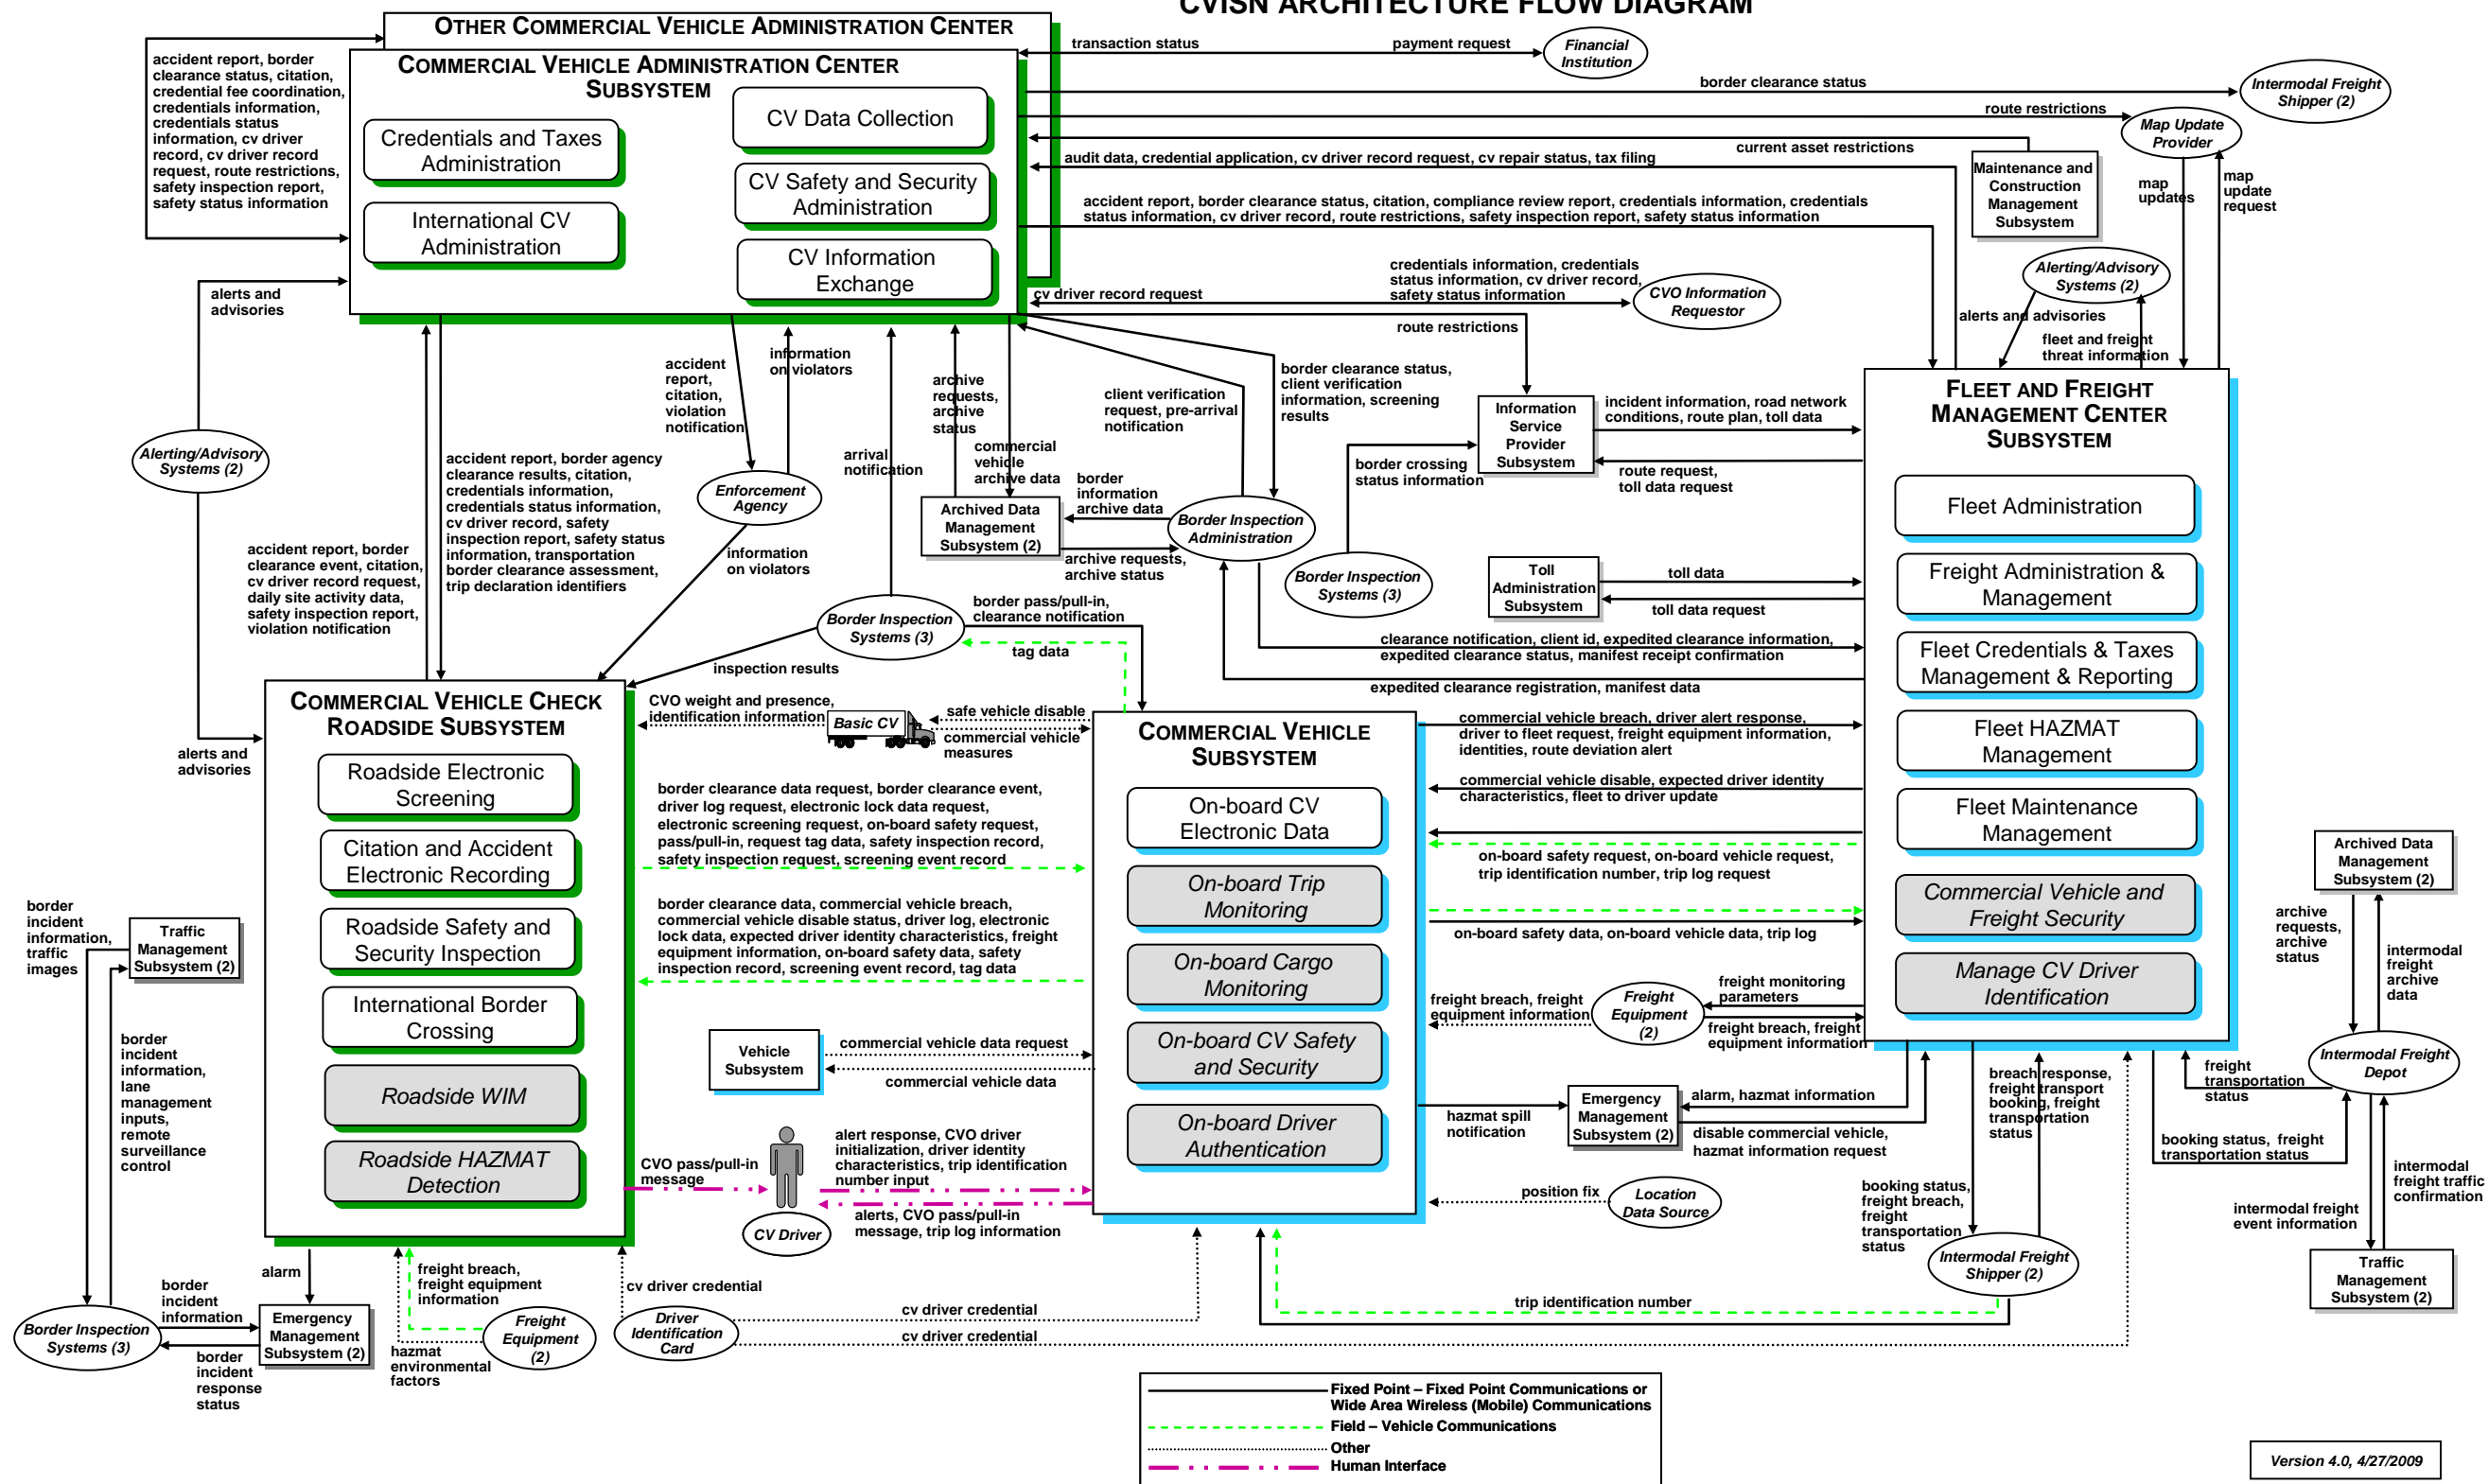 CVISN ARCHITECTURE FLOW DIAGRAM
OTHER COMMERCIAL VEHICLE ADMINISTRATION CENTER
COMMERCIAL VEHICLE ADMINISTRATION CENTER
SUBSYSTEM
Credentials and Taxes
Administration
International CV
Administration
CV Data Collection
CV Safety and Security
Administration
CV Information
Exchange
accident report, border
clearance status, citation,
credential fee coordination,
credentials information,
credentials status
information, cv driver
record, cv driver record
request, route restrictions,
safety inspection report,
safety status information
transaction status
payment request
Financial
Institution
border clearance status
Intermodal Freight
Shipper (2)
route restrictions
Map Update
Provider
current asset restrictions
audit data, credential application, cv driver record request, cv repair status, tax filing
Maintenance and
Construction
Management
Subsystem
map
updates
map
update
request
accident report, border clearance status, citation, compliance review report, credentials information, credentials
status information, cv driver record, route restrictions, safety inspection report, safety status information
credentials information, credentials
status information, cv driver record,
safety status information
cv driver record request
CVO Information
Requestor
Alerting/Advisory
Systems (2)
alerts and advisories
fleet and freight
threat information
route restrictions
alerts and
advisories
Alerting/Advisory
Systems (2)
alerts and
advisories
accident
report,
citation,
violation
notification
information
on violators
Enforcement
Agency
information
on violators
arrival
notification
archive
requests,
archive
status
commercial
vehicle
archive data
Archived Data
Management
Subsystem (2)
border
information
archive data
archive requests,
archive status
client verification
request, pre-arrival
notification
border clearance status,
client verification
information, screening
results
Border Inspection
Administration
Information
Service
Provider
Subsystem
incident information, road network
conditions, route plan, toll data
route request,
toll data request
border crossing
status information
Border Inspection
Systems (3)
Toll
Administration
Subsystem
toll data
toll data request
clearance notification, client id, expedited clearance information,
expedited clearance status, manifest receipt confirmation
expedited clearance registration, manifest data
accident report, border agency
clearance results, citation,
credentials information,
credentials status information,
cv driver record, safety
inspection report, safety status
information, transportation
border clearance assessment,
trip declaration identifiers
accident report, border
clearance event, citation,
cv driver record request,
daily site activity data,
safety inspection report,
violation notification
Border Inspection
Systems (3)
border pass/pull-in,
clearance notification
tag data
inspection results
FLEET AND FREIGHT
MANAGEMENT CENTER
SUBSYSTEM
Fleet Administration
Freight Administration &
Management
Fleet Credentials & Taxes
Management & Reporting
Fleet HAZMAT
Management
Fleet Maintenance
Management
Commercial Vehicle and
Freight Security
Manage CV Driver
Identification
COMMERCIAL VEHICLE CHECK
ROADSIDE SUBSYSTEM
Roadside Electronic
Screening
Citation and Accident
Electronic Recording
Roadside Safety and
Security Inspection
International Border
Crossing
Roadside WIM
Roadside HAZMAT
Detection
CVO weight and presence,
identification information
Basic CV
safe vehicle disable
commercial vehicle
measures
border clearance data request, border clearance event,
driver log request, electronic lock data request,
electronic screening request, on-board safety request,
pass/pull-in, request tag data, safety inspection record,
safety inspection request, screening event record
border clearance data, commercial vehicle breach,
commercial vehicle disable status, driver log, electronic
lock data, expected driver identity characteristics, freight
equipment information, on-board safety data, safety
inspection record, screening event record, tag data
Vehicle
Subsystem
commercial vehicle data request
commercial vehicle data
CVO pass/pull-in
message
CV Driver
alert response, CVO driver
initialization, driver identity
characteristics, trip identification
number input
alerts, CVO pass/pull-in
message, trip log information
COMMERCIAL VEHICLE
SUBSYSTEM
On-board CV
Electronic Data
On-board Trip
Monitoring
On-board Cargo
Monitoring
On-board CV Safety
and Security
On-board Driver
Authentication
commercial vehicle breach, driver alert response,
driver to fleet request, freight equipment information,
identities, route deviation alert
commercial vehicle disable, expected driver identity
characteristics, fleet to driver update
on-board safety request, on-board vehicle request,
trip identification number, trip log request
on-board safety data, on-board vehicle data, trip log
freight breach, freight
equipment information
Freight
Equipment
(2)
freight monitoring
parameters
freight breach, freight
equipment information
hazmat spill
notification
Emergency
Management
Subsystem (2)
alarm, hazmat information
disable commercial vehicle,
hazmat information request
position fix
Location
Data Source
breach response,
freight transport
booking, freight
transportation
status
booking status,
freight breach,
freight
transportation
status
Intermodal Freight
Shipper (2)
trip identification number
Archived Data
Management
Subsystem (2)
archive
requests,
archive
status
intermodal
freight
archive
data
Intermodal Freight
Depot
freight
transportation
status
booking status, freight
transportation status
intermodal
freight traffic
confirmation
intermodal freight
event information
Traffic
Management
Subsystem (2)
border
incident
information,
traffic
images
Traffic
Management
Subsystem (2)
border
incident
information,
lane
management
inputs,
remote
surveillance
control
Border Inspection
Systems (3)
border
incident
information
border
incident
response
status
alarm
Emergency
Management
Subsystem (2)
freight breach,
freight equipment
information
hazmat
environmental
factors
Freight
Equipment
(2)
cv driver credential
Driver
Identification
Card
cv driver credential
cv driver credential
Fixed Point – Fixed Point Communications or
Wide Area Wireless (Mobile) Communications
Field – Vehicle Communications
Other
Human Interface
Version 4.0, 4/27/2009